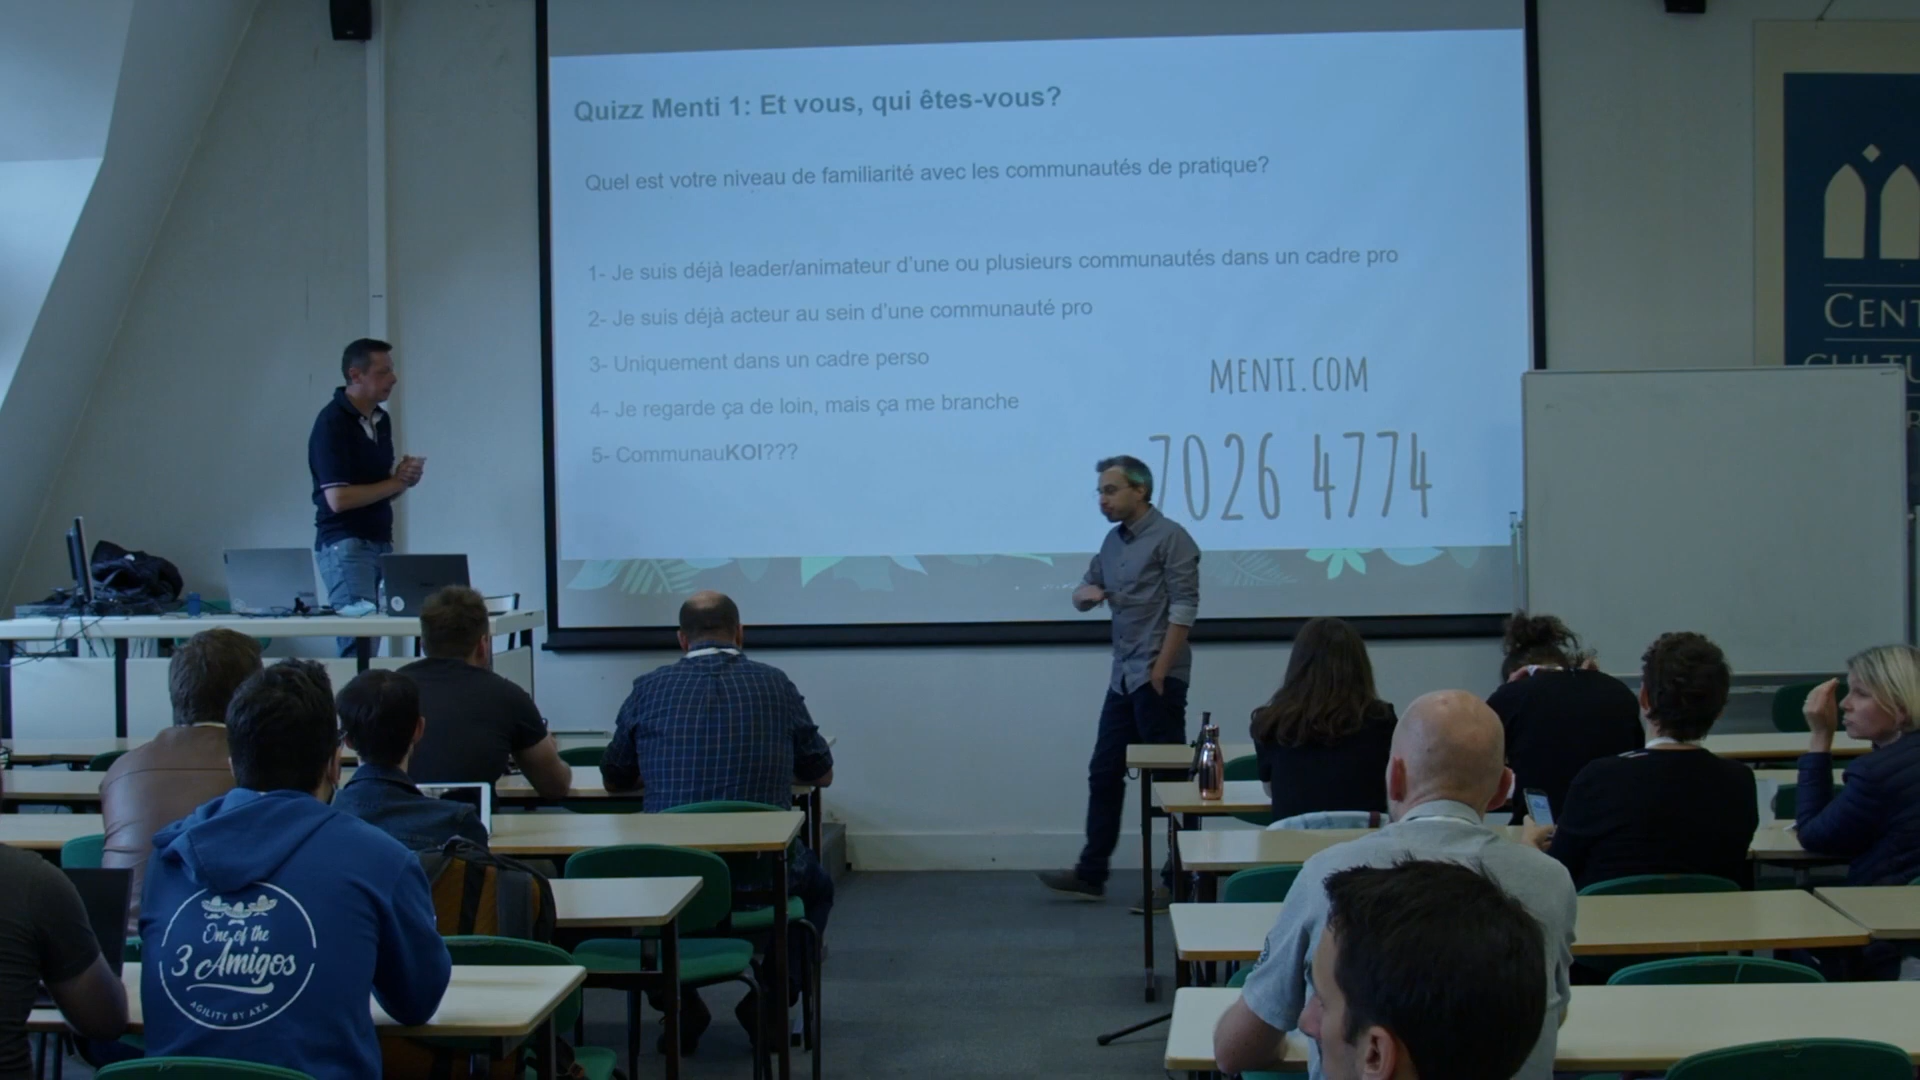 Quizz Menti 1: Et vous, qui êtes-vous?
Quel est votre niveau de familiarité avec les communautés de pratique?
1- Je suis déjà leader/animateur d'une ou plusieurs communautés dans un cadre pro
2- Je suis déjà acteur au sein d'une communauté pro
3- Uniquement dans un cadre perso
4- Je regarde ça de loin, mais ça me branche
5- CommunauKOI???
MENTI.COM
7026 4774
CENT
CULTU
One of the
3 Amigos
AGILITY BY AXA